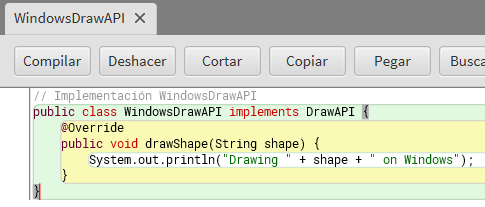 WindowsDrawAPI ×
Compilar Deshacer Cortar Copiar Pegar Busca
// Implementación WindowsDrawAPI
public class WindowsDrawAPI implements DrawAPI {
    @Override
    public void drawShape(String shape) {
        System.out.println("Drawing " + shape + " on Windows");
    }
}